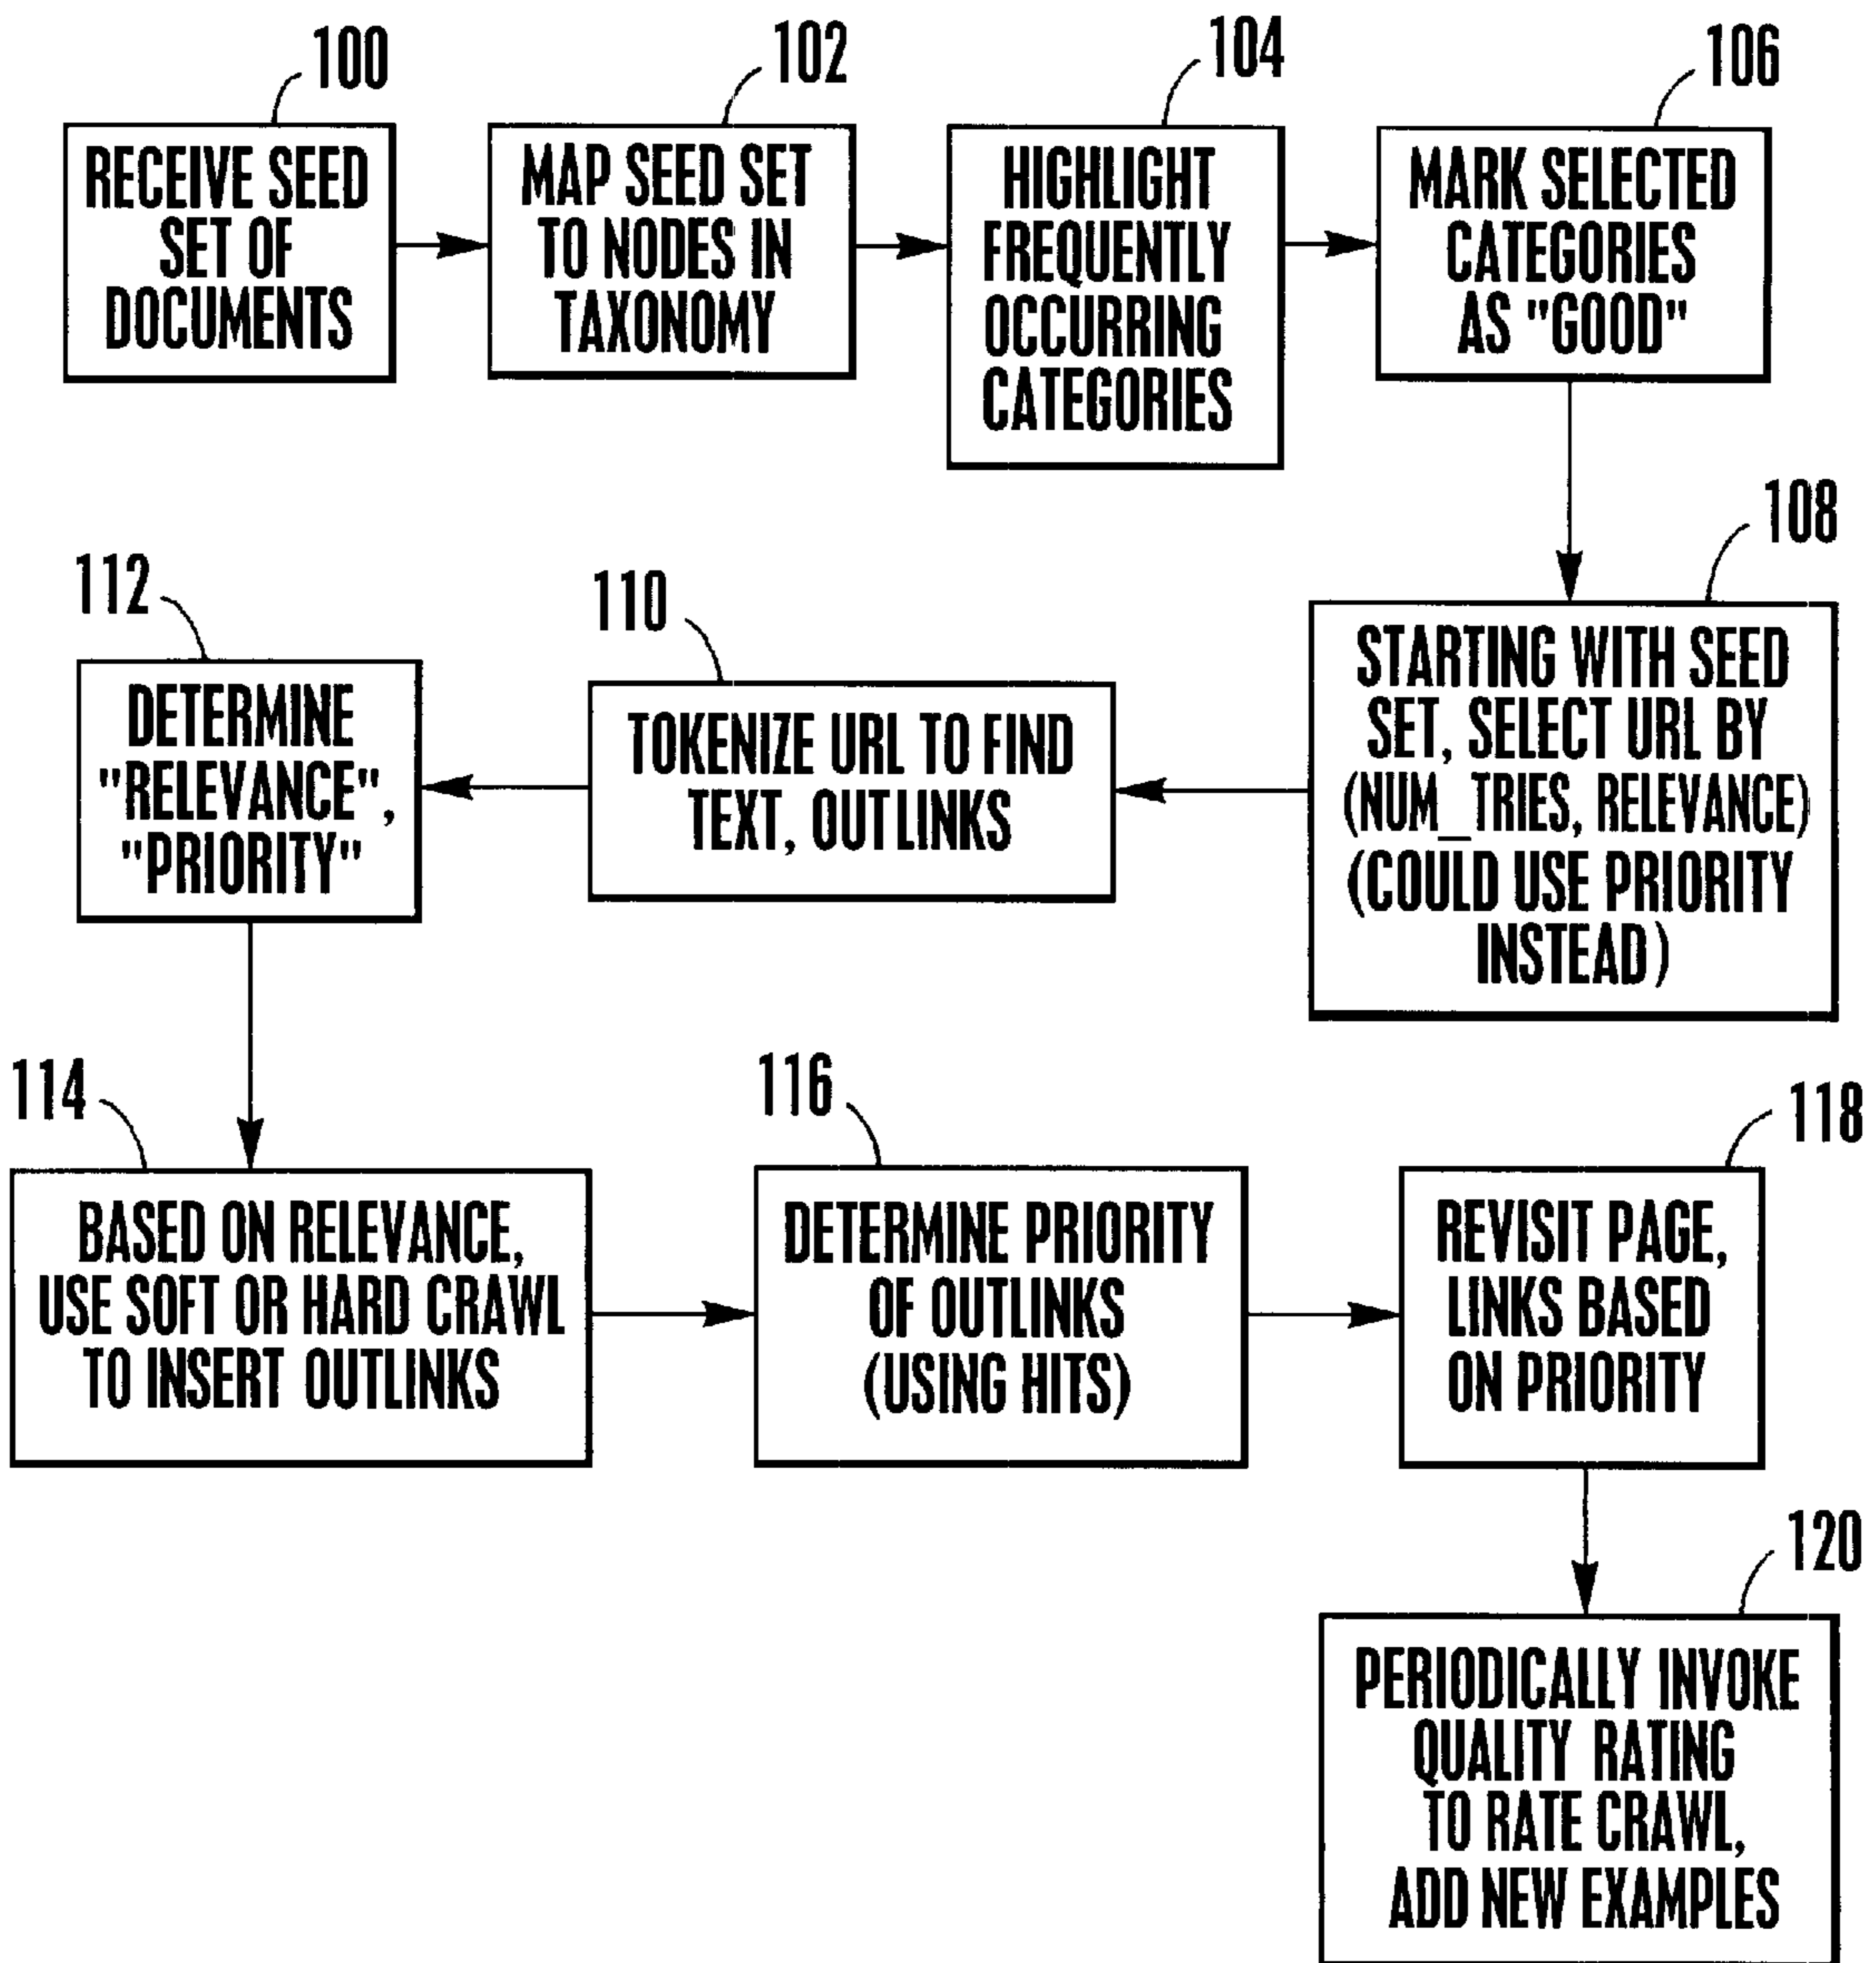 100
RECEIVE SEED
SET OF
DOCUMENTS
102
MAP SEED SET
TO NODES IN
TAXONOMY
104
HIGHLIGHT
FREQUENTLY
OCCURRING
CATEGORIES
106
MARK SELECTED
CATEGORIES
AS "GOOD"
108
STARTING WITH SEED
SET, SELECT URL BY
(NUM_TRIES, RELEVANCE)
(COULD USE PRIORITY
INSTEAD)
110
TOKENIZE URL TO FIND
TEXT, OUTLINKS
112
DETERMINE
"RELEVANCE",
"PRIORITY"
114
BASED ON RELEVANCE,
USE SOFT OR HARD CRAWL
TO INSERT OUTLINKS
116
DETERMINE PRIORITY
OF OUTLINKS
(USING HITS)
118
REVISIT PAGE,
LINKS BASED
ON PRIORITY
120
PERIODICALLY INVOKE
QUALITY RATING
TO RATE CRAWL,
ADD NEW EXAMPLES